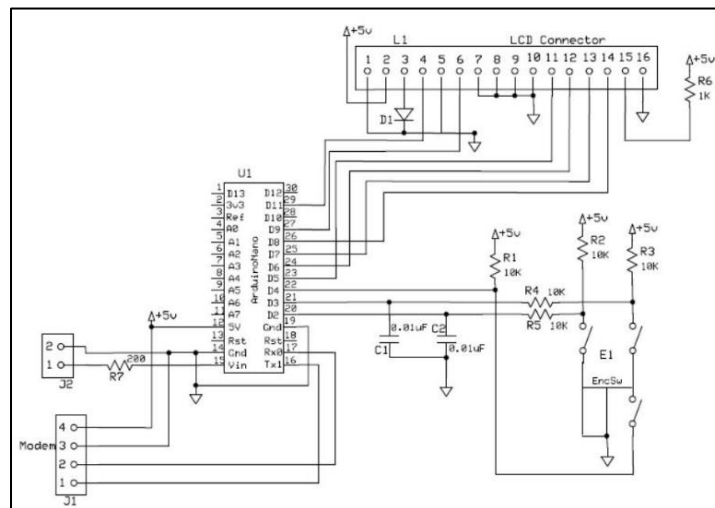 +5v
L1 LCD Connector
1 2 3 4 5 6 7 8 9 10 11 12 13 14 15 16
+5v
R6
1K
D1
U1
1 D13 D12 30
2 3v3 D11 29
3 Ref D10 28
4 A0 D9 27
5 A1 D8 26
6 A2 D7 25
7 A3 D6 24
8 A4 D5 23
9 A5 D4 22
10 A6 D3 21
11 A7 D2 20
12 5V Gnd 19
13 Rst Rst 18
14 Gnd Rx0 17
15 Vin Tx1 16
ArduinoNano
+5v
R1
10K
+5v
R2
10K
+5v
R3
10K
R4 10K
R5 10K
0.01uF
C1
C2
0.01uF
E1
EncSw
+5v
2
1
J2
200
R7
Modem
4
3
2
1
J1